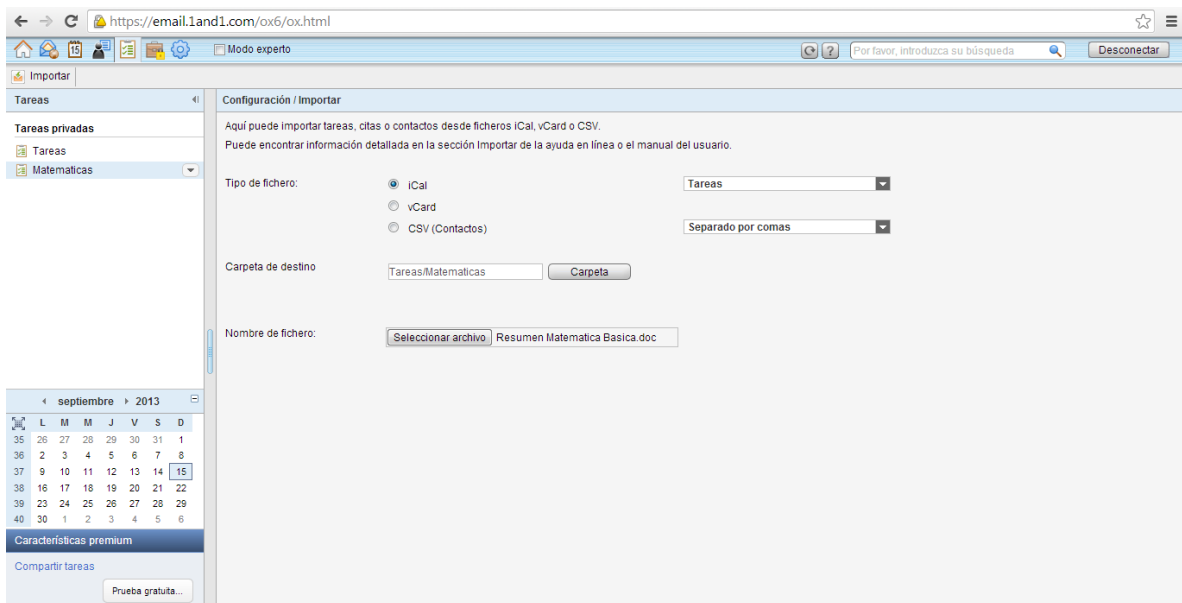 https://email.1and1.com/ox6/ox.html
15 Modo experto ? Por favor, introduzca su búsqueda Desconectar
Importar
Tareas
Configuración / Importar
Tareas privadas
Tareas
Matematicas
Aquí puede importar tareas, citas o contactos desde ficheros iCal, vCard o CSV.
Puede encontrar información detallada en la sección Importar de la ayuda en línea o el manual del usuario.
Tipo de fichero: iCal Tareas
vCard
CSV (Contactos) Separado por comas
Carpeta de destino Tareas/Matematicas Carpeta
Nombre de fichero: Seleccionar archivo Resumen Matematica Basica.doc
septiembre 2013
L M M J V S D
35 26 27 28 29 30 31 1
36 2 3 4 5 6 7 8
37 9 10 11 12 13 14 15
38 16 17 18 19 20 21 22
39 23 24 25 26 27 28 29
40 30 1 2 3 4 5 6
Características premium
Compartir tareas
Prueba gratuita...